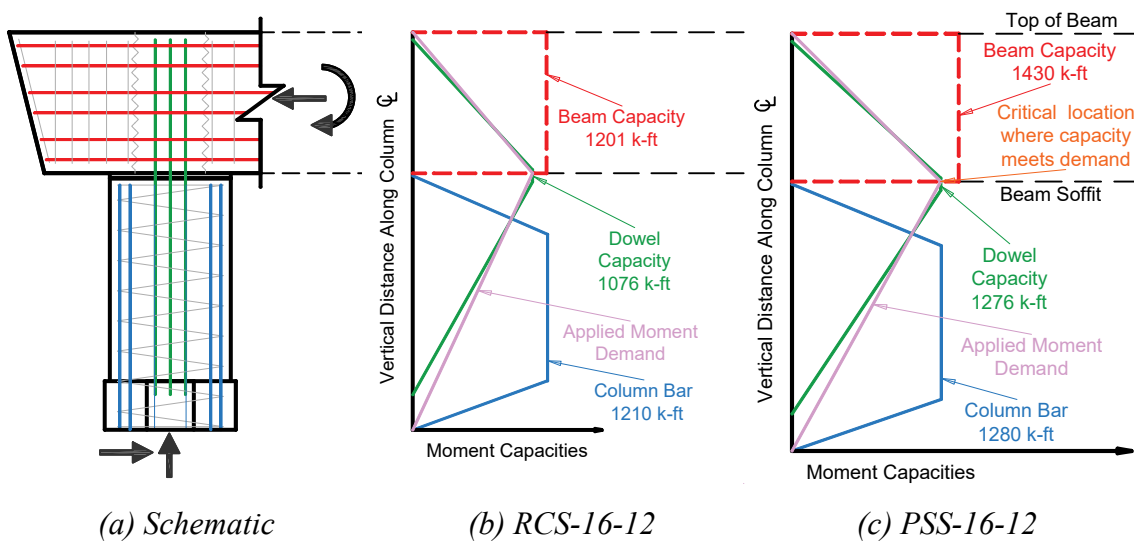 Vertical Distance Along Column ℄
Beam Capacity
1201 k-ft
Dowel
Capacity
1076 k-ft
Applied Moment
Demand
Column Bar
1210 k-ft
Moment Capacities
Vertical Distance Along Column ℄
Top of Beam
Beam Capacity
1430 k-ft
Critical location
where capacity
meets demand
Beam Soffit
Dowel
Capacity
1276 k-ft
Applied Moment
Demand
Column Bar
1280 k-ft
Moment Capacities
(a) Schematic
(b) RCS-16-12
(c) PSS-16-12